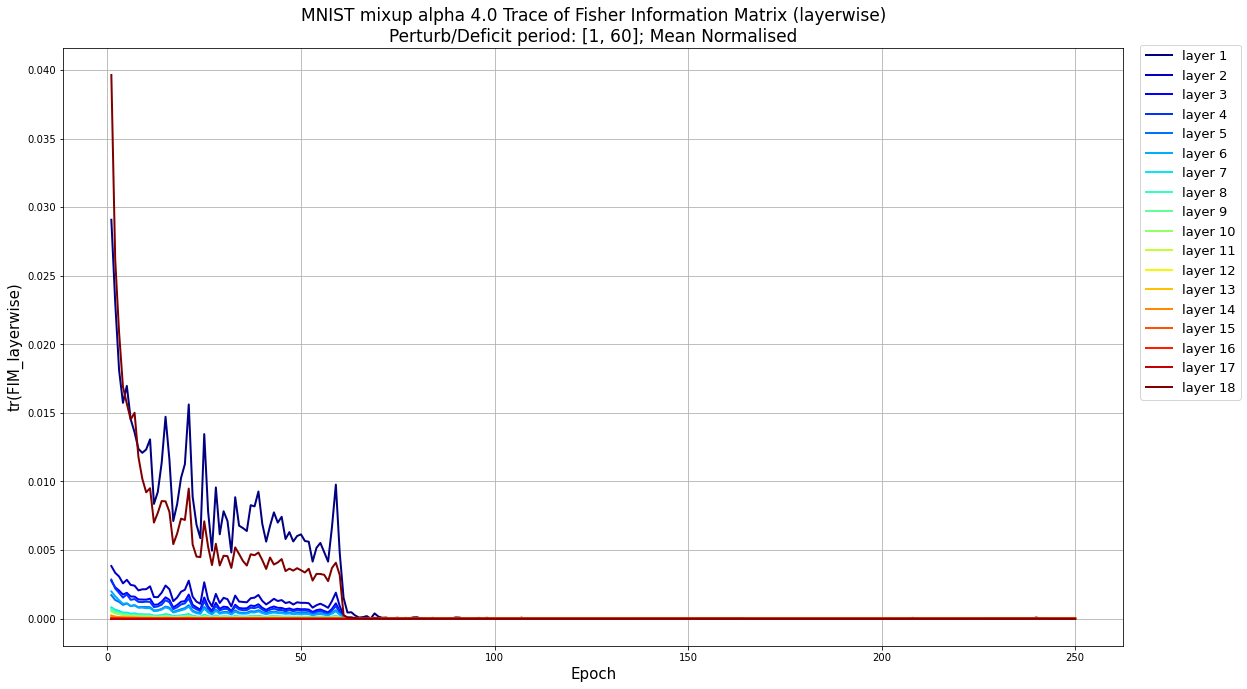 MNIST mixup alpha 4.0 Trace of Fisher Information Matrix (layerwise)
Perturb/Deficit period: [1, 60]; Mean Normalised
tr(FIM_layerwise)
0.040
0.035
0.030
0.025
0.020
0.015
0.010
0.005
0.000
0
50
100
150
200
250
Epoch
layer 1
layer 2
layer 3
layer 4
layer 5
layer 6
layer 7
layer 8
layer 9
layer 10
layer 11
layer 12
layer 13
layer 14
layer 15
layer 16
layer 17
layer 18